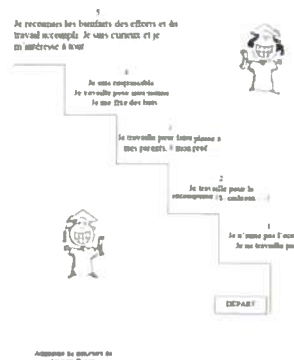 5
Je reconnais les bienfaits des efforts et du
travail accompli. Je suis curieux et je
m'intéresse à tout
4
Je suis responsable
Je travaille pour moi-même
Je me fixe des buts
3
Je travaille pour faire plaisir à
mes parents, à mon prof
2
Je travaille pour la
récompense
1
Je n'aime pas l'
Je ne travaille pas
DÉPART